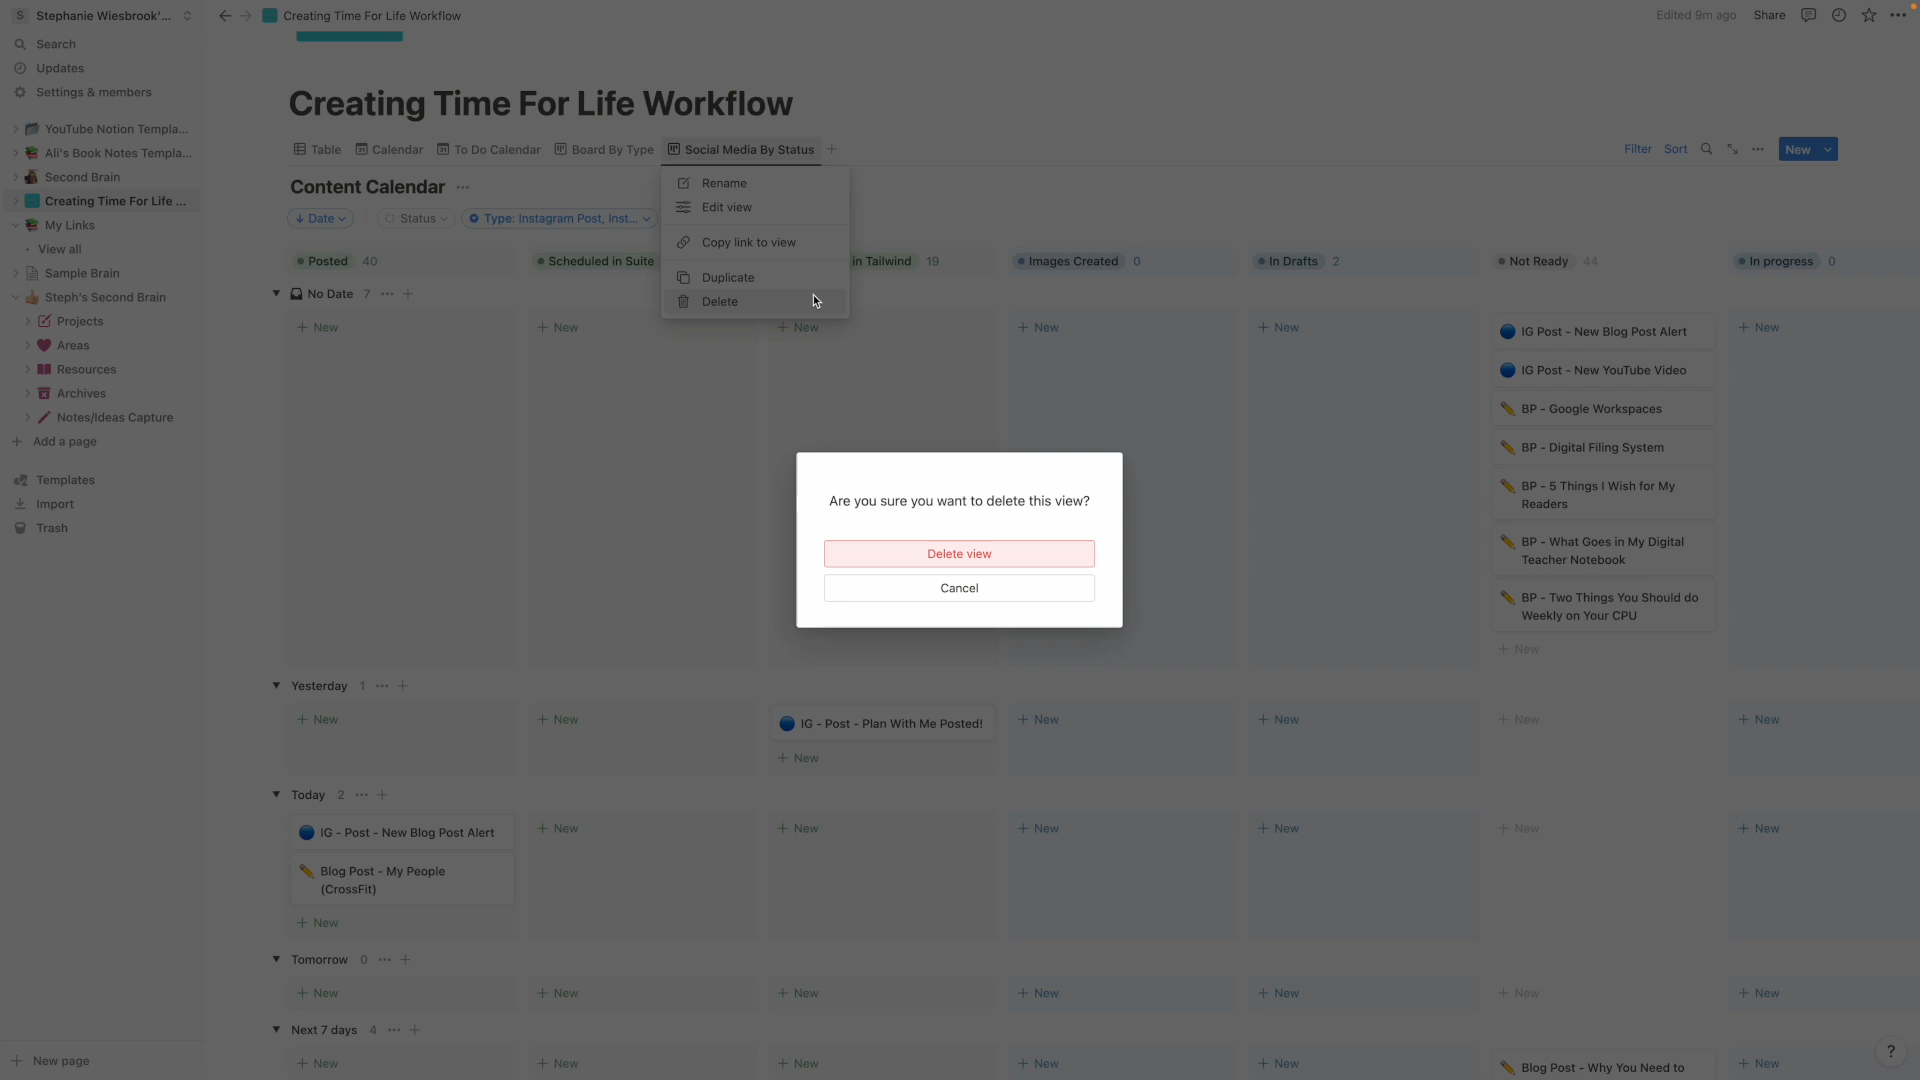 S Stephanie Wiesbrook'...
Search
Updates
Settings & members
YouTube Notion Templa...
Ali's Book Notes Templa...
Second Brain
Creating Time For Life ...
My Links
View all
Sample Brain
Steph's Second Brain
Projects
Areas
Resources
Archives
Notes/Ideas Capture
Add a page
Templates
Import
Trash
New page
Creating Time For Life Workflow
Edited 9m ago Share
Creating Time For Life Workflow
Table Calendar To Do Calendar Board By Type Social Media By Status
Filter Sort New
Content Calendar
Date Status Type: Instagram Post, Inst...
Rename
Edit view
Copy link to view
Duplicate
Delete
Posted 40 Scheduled in Suite in Tailwind 19 Images Created 0 In Drafts 2 Not Ready 44 In progress 0
No Date 7
New New New New New New
IG Post - New Blog Post Alert
IG Post - New YouTube Video
BP - Google Workspaces
BP - Digital Filing System
BP - 5 Things I Wish for My
Readers
BP - What Goes in My Digital
Teacher Notebook
BP - Two Things You Should do
Weekly on Your CPU
New
Are you sure you want to delete this view?
Delete view
Cancel
Yesterday 1
New New IG - Post - Plan With Me Posted! New New New New
New
Today 2
IG - Post - New Blog Post Alert New New New New New New
Blog Post - My People
(CrossFit)
New
Tomorrow 0
New New New New New New New
Next 7 days 4
New New New New New Blog Post - Why You Need to New
?